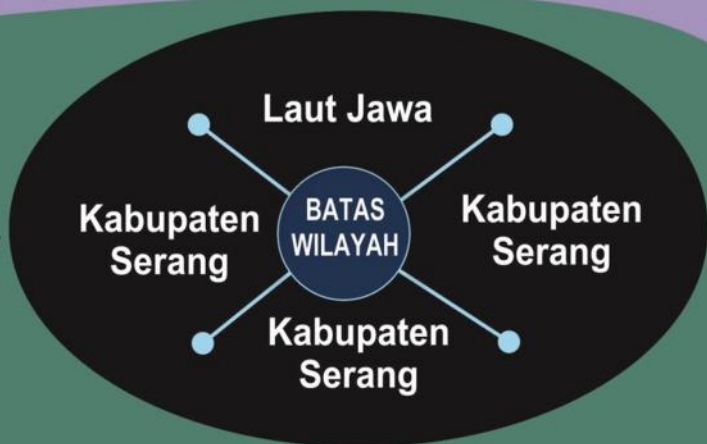 Laut Jawa
Kabupaten
Serang
BATAS
WILAYAH
Kabupaten
Serang
Kabupaten
Serang